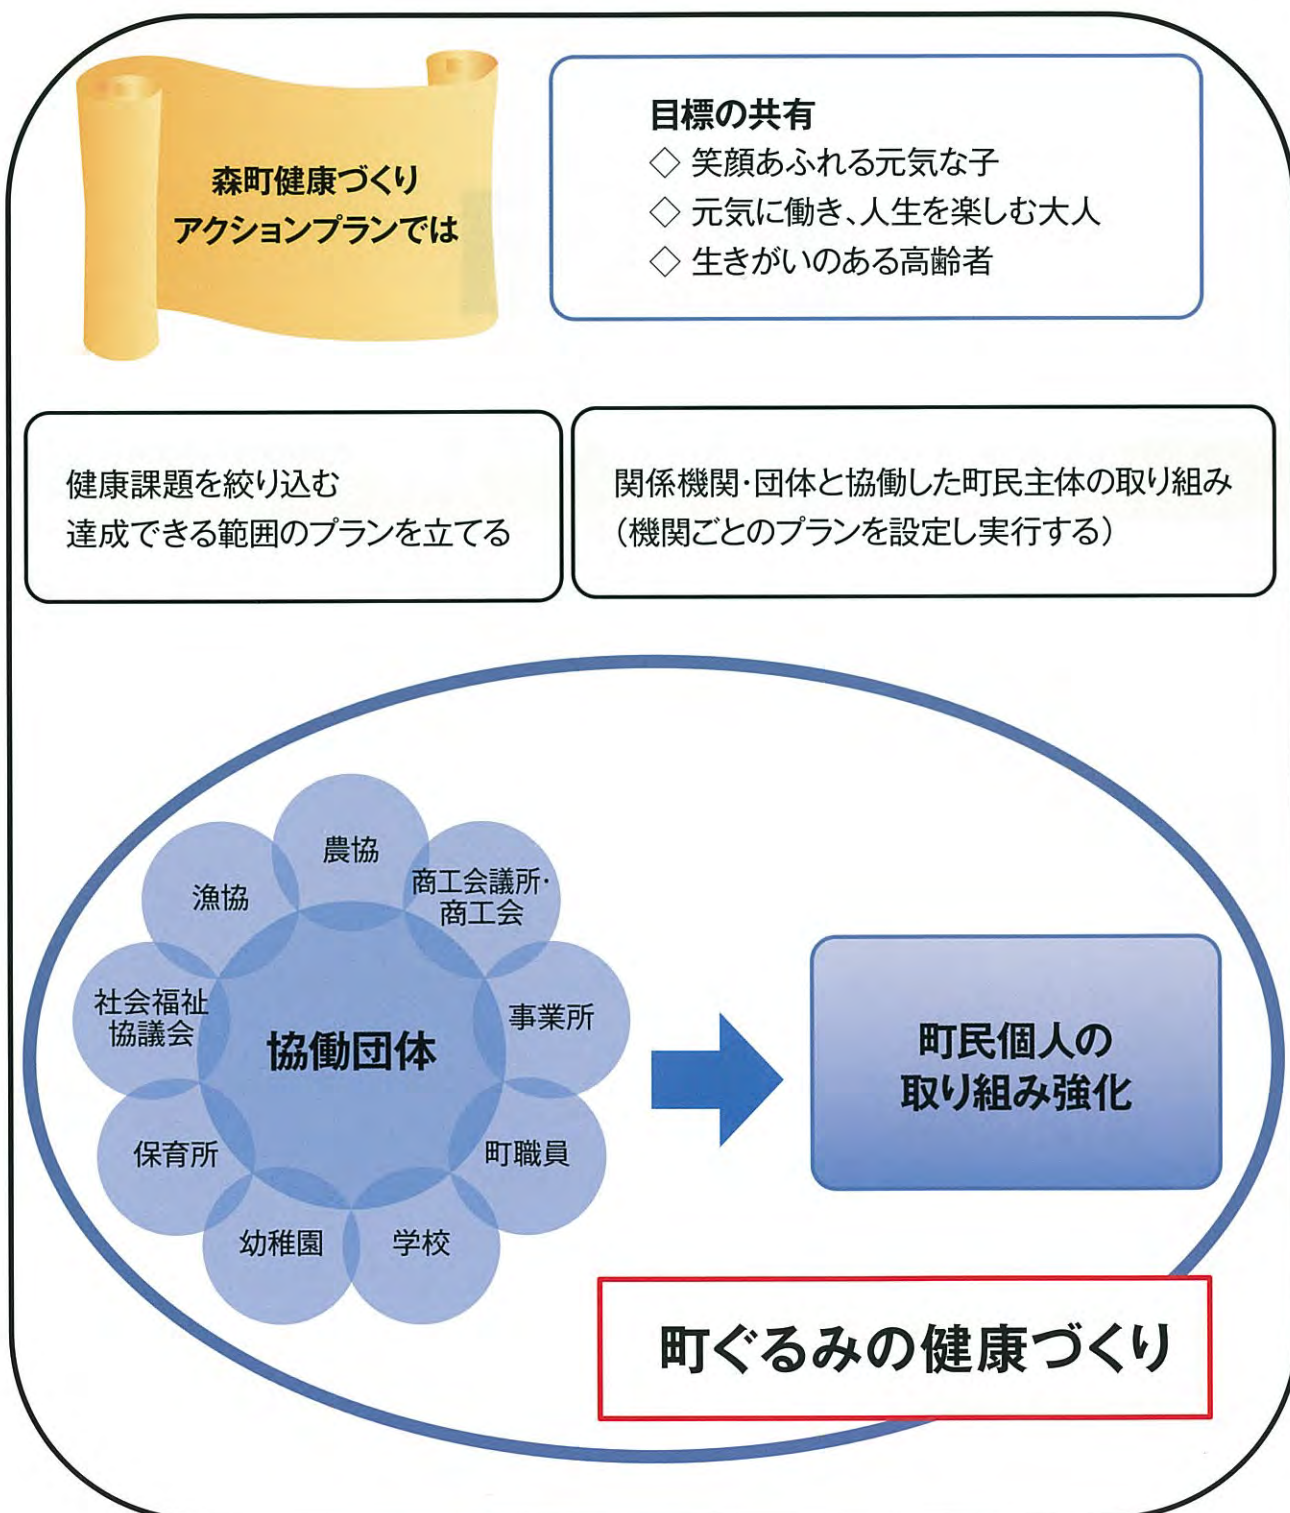 森町健康づくり
アクションプランでは
目標の共有
◇ 笑顔あふれる元気な子
◇ 元気に働き、人生を楽しむ大人
◇ 生きがいのある高齢者
健康課題を絞り込む
達成できる範囲のプランを立てる
関係機関・団体と協働した町民主体の取り組み
（機関ごとのプランを設定し実行する）
農協
商工会議所・
商工会
漁協
社会福祉
協議会
事業所
協働団体
保育所
町職員
幼稚園
学校
町民個人の
取り組み強化
町ぐるみの健康づくり